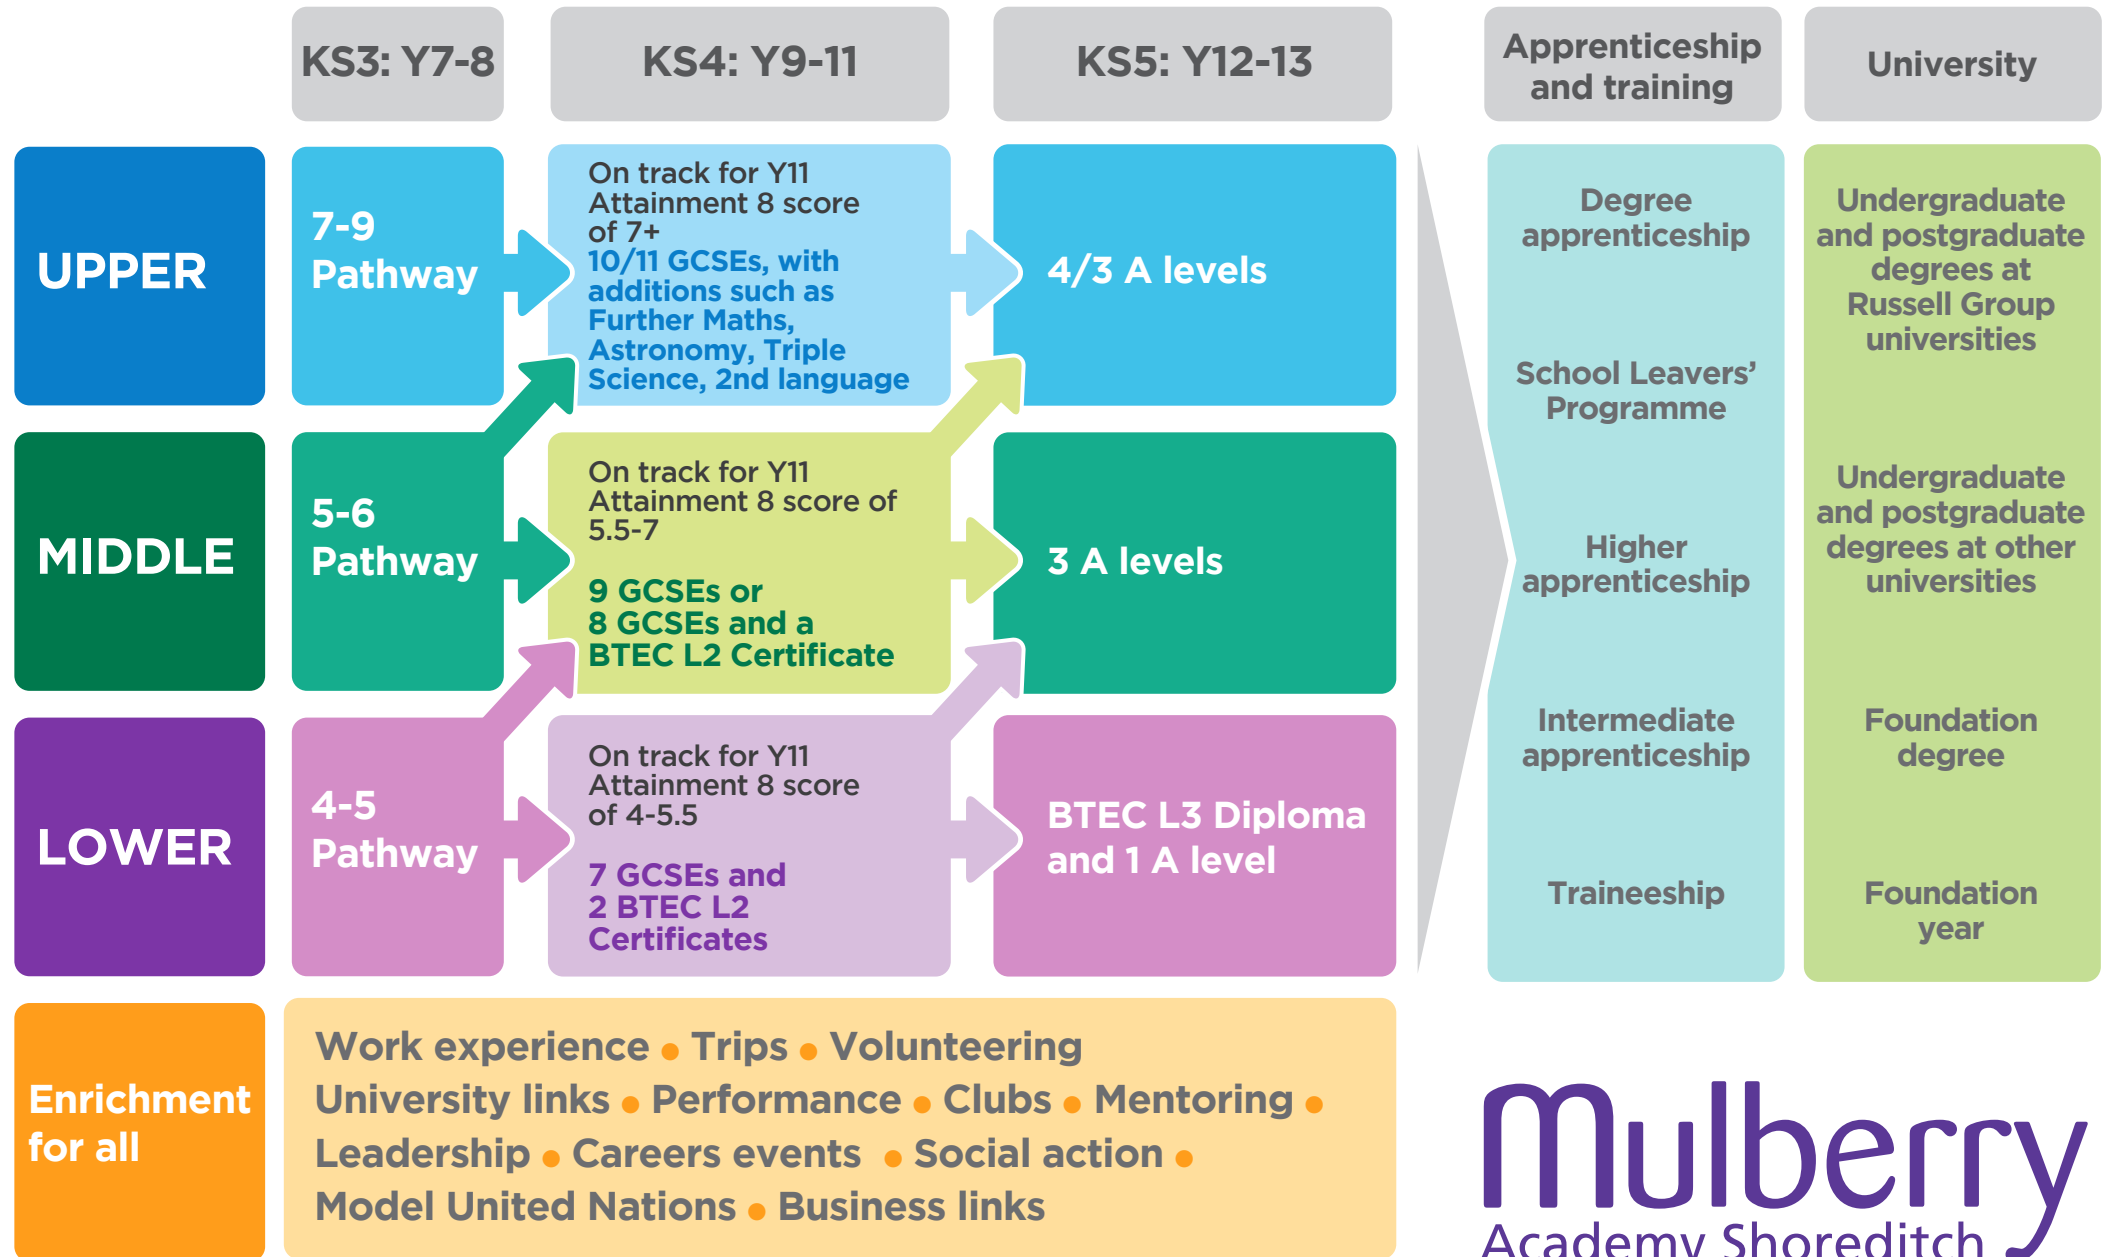 KS3: Y7-8
KS4: Y9-11
KS5: Y12-13
Apprenticeship
and training
University
UPPER
7-9
Pathway
On track for Y11
Attainment 8 score
of 7+
10/11 GCSEs, with
additions such as
Further Maths,
Astronomy, Triple
Science, 2nd language
4/3 A levels
MIDDLE
5-6
Pathway
On track for Y11
Attainment 8 score of
5.5-7
9 GCSEs or
8 GCSEs and a
BTEC L2 Certificate
3 A levels
LOWER
4-5
Pathway
On track for Y11
Attainment 8 score
of 4-5.5
7 GCSEs and
2 BTEC L2
Certificates
BTEC L3 Diploma
and 1 A level
Degree
apprenticeship
School Leavers’
Programme
Higher
apprenticeship
Intermediate
apprenticeship
Traineeship
Undergraduate
and postgraduate
degrees at
Russell Group
universities
Undergraduate
and postgraduate
degrees at other
universities
Foundation
degree
Foundation
year
Enrichment
for all
Work experience • Trips • Volunteering
University links • Performance • Clubs • Mentoring •
Leadership • Careers events • Social action •
Model United Nations • Business links
Mulberry
Academy Shoreditch